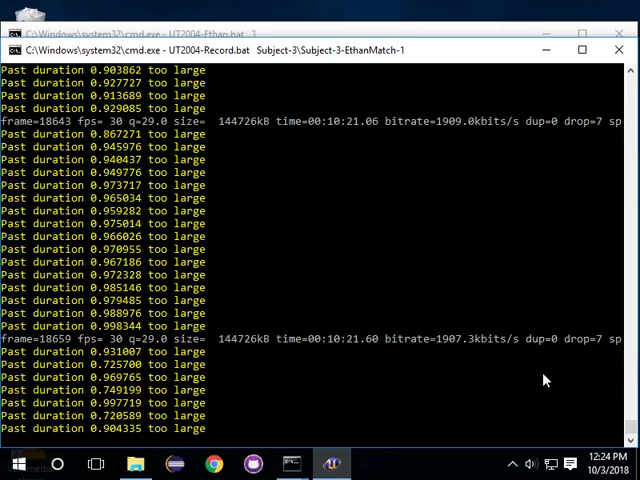 C:\Windows\system32\cmd.exe - UT2004-Ethan.bat 3
C:\Windows\system32\cmd.exe - UT2004-Record.bat Subject-3\Subject-3-EthanMatch-1
Past duration 0.903862 too large
Past duration 0.927727 too large
Past duration 0.913689 too large
Past duration 0.929085 too large
frame=18643 fps= 30 q=29.0 size= 144726kB time=00:10:21.06 bitrate=1909.0kbits/s dup=0 drop=7 sp
Past duration 0.867271 too large
Past duration 0.945976 too large
Past duration 0.940437 too large
Past duration 0.949776 too large
Past duration 0.973717 too large
Past duration 0.965034 too large
Past duration 0.959282 too large
Past duration 0.975014 too large
Past duration 0.966026 too large
Past duration 0.970955 too large
Past duration 0.967186 too large
Past duration 0.972328 too large
Past duration 0.985146 too large
Past duration 0.979485 too large
Past duration 0.988976 too large
Past duration 0.998344 too large
frame=18659 fps= 30 q=29.0 size= 144726kB time=00:10:21.60 bitrate=1907.3kbits/s dup=0 drop=7 sp
Past duration 0.931007 too large
Past duration 0.725700 too large
Past duration 0.969765 too large
Past duration 0.749199 too large
Past duration 0.997719 too large
Past duration 0.720589 too large
Past duration 0.904335 too large
12:24 PM
10/3/2018